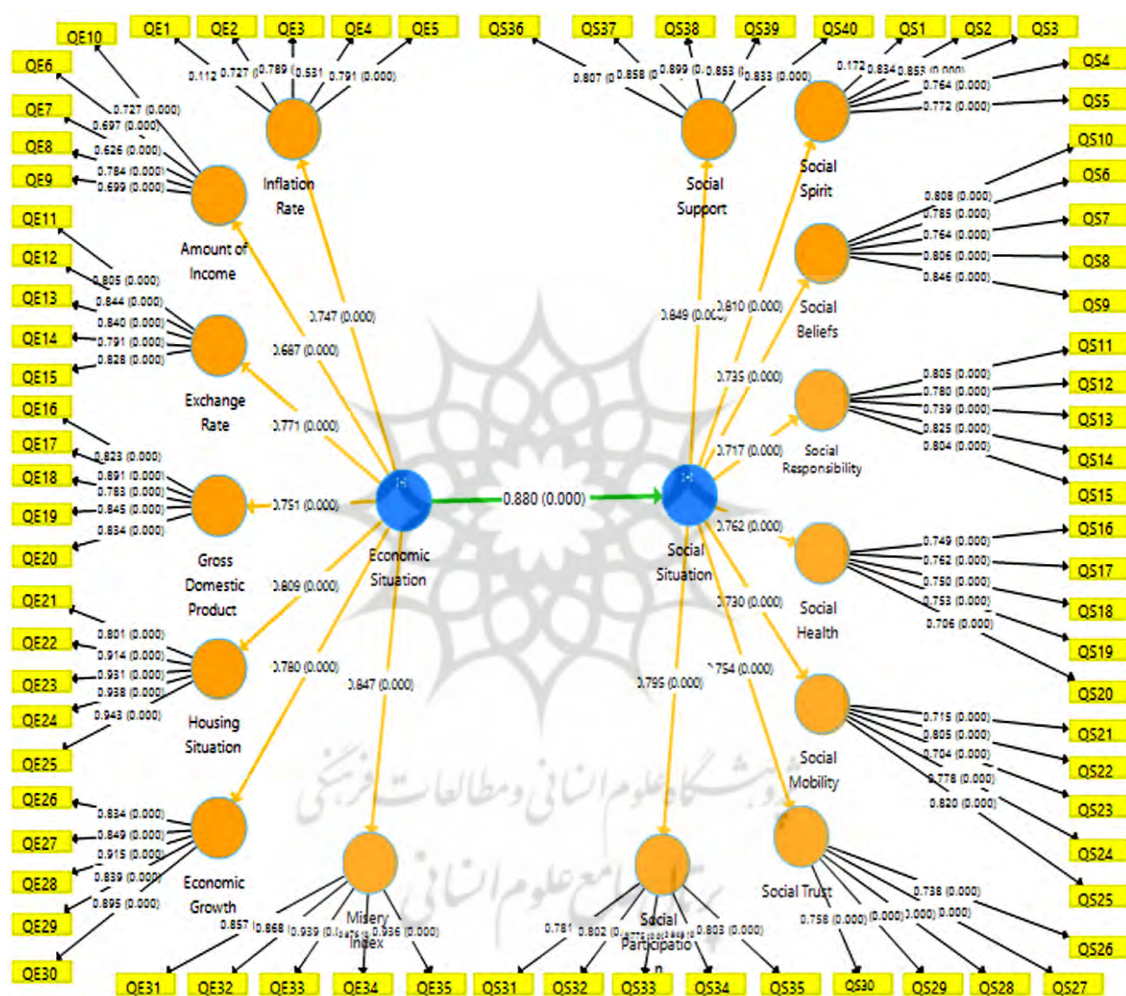 QE10
QE1
QE2
QE3
QE4
QE5
QS36
QS37
QS38
QS39
QS40
QS1
QS2
QS3
QE6
QE7
QE8
QE9
QE11
QE12
QE13
QE14
QE15
QE16
QE17
QE18
QE19
QE20
QE21
QE22
QE23
QE24
QE25
QE26
QE27
QE28
QE29
QE30
QS4
QS5
QS10
QS6
QS7
QS8
QS9
QS11
QS12
QS13
QS14
QS15
QS16
QS17
QS18
QS19
QS20
QS21
QS22
QS23
QS24
QS25
QS26
QE31
QE32
QE33
QE34
QE35
QS31
QS32
QS33
QS34
QS35
QS30
QS29
QS28
QS27
0.112
0.727
0.789
0.531
0.791 (0.000)
Inflation
Rate
0.727 (0.000)
0.697 (0.000)
0.626 (0.000)
0.784 (0.000)
0.699 (0.000)
Amount of
Income
0.805 (0.000)
0.844 (0.000)
0.840 (0.000)
0.791 (0.000)
0.828 (0.000)
Exchange
Rate
0.823 (0.000)
0.891 (0.000)
0.783 (0.000)
0.845 (0.000)
0.834 (0.000)
Gross
Domestic
Product
0.801 (0.000)
0.914 (0.000)
0.931 (0.000)
0.938 (0.000)
0.943 (0.000)
Housing
Situation
0.834 (0.000)
0.849 (0.000)
0.915 (0.000)
0.839 (0.000)
0.895 (0.000)
Economic
Growth
0.857
0.868
0.939
0.936 (0.000)
Misery
Index
0.747 (0.000)
0.687 (0.000)
0.771 (0.000)
0.751 (0.000)
0.809 (0.000)
0.780 (0.000)
0.847 (0.000)
[+]
Economic
Situation
0.880 (0.000)
[+]
Social
Situation
0.849
0.810 (0.000)
0.735 (0.000)
0.717 (0.000)
0.762 (0.000)
0.730 (0.000)
0.754 (0.000)
0.795 (0.000)
0.807
0.858
0.899
0.853
0.833 (0.000)
Social
Support
0.172
0.834
0.853 (0.000)
0.764 (0.000)
0.772 (0.000)
Social
Spirit
0.808 (0.000)
0.785 (0.000)
0.764 (0.000)
0.806 (0.000)
0.846 (0.000)
Social
Beliefs
0.805 (0.000)
0.780 (0.000)
0.739 (0.000)
0.825 (0.000)
0.804 (0.000)
Social
Responsibility
0.749 (0.000)
0.762 (0.000)
0.750 (0.000)
0.753 (0.000)
0.706 (0.000)
Social
Health
0.715 (0.000)
0.805 (0.000)
0.704 (0.000)
0.778 (0.000)
0.820 (0.000)
Social
Mobility
0.738 (0.000)
0.758 (0.000)
Social Trust
0.781
0.802
0.803 (0.000)
Social
Participatio
n
پژوهشگاه علوم انسانی و مطالعات فرهنگی
پرتال جامع علوم انسانی